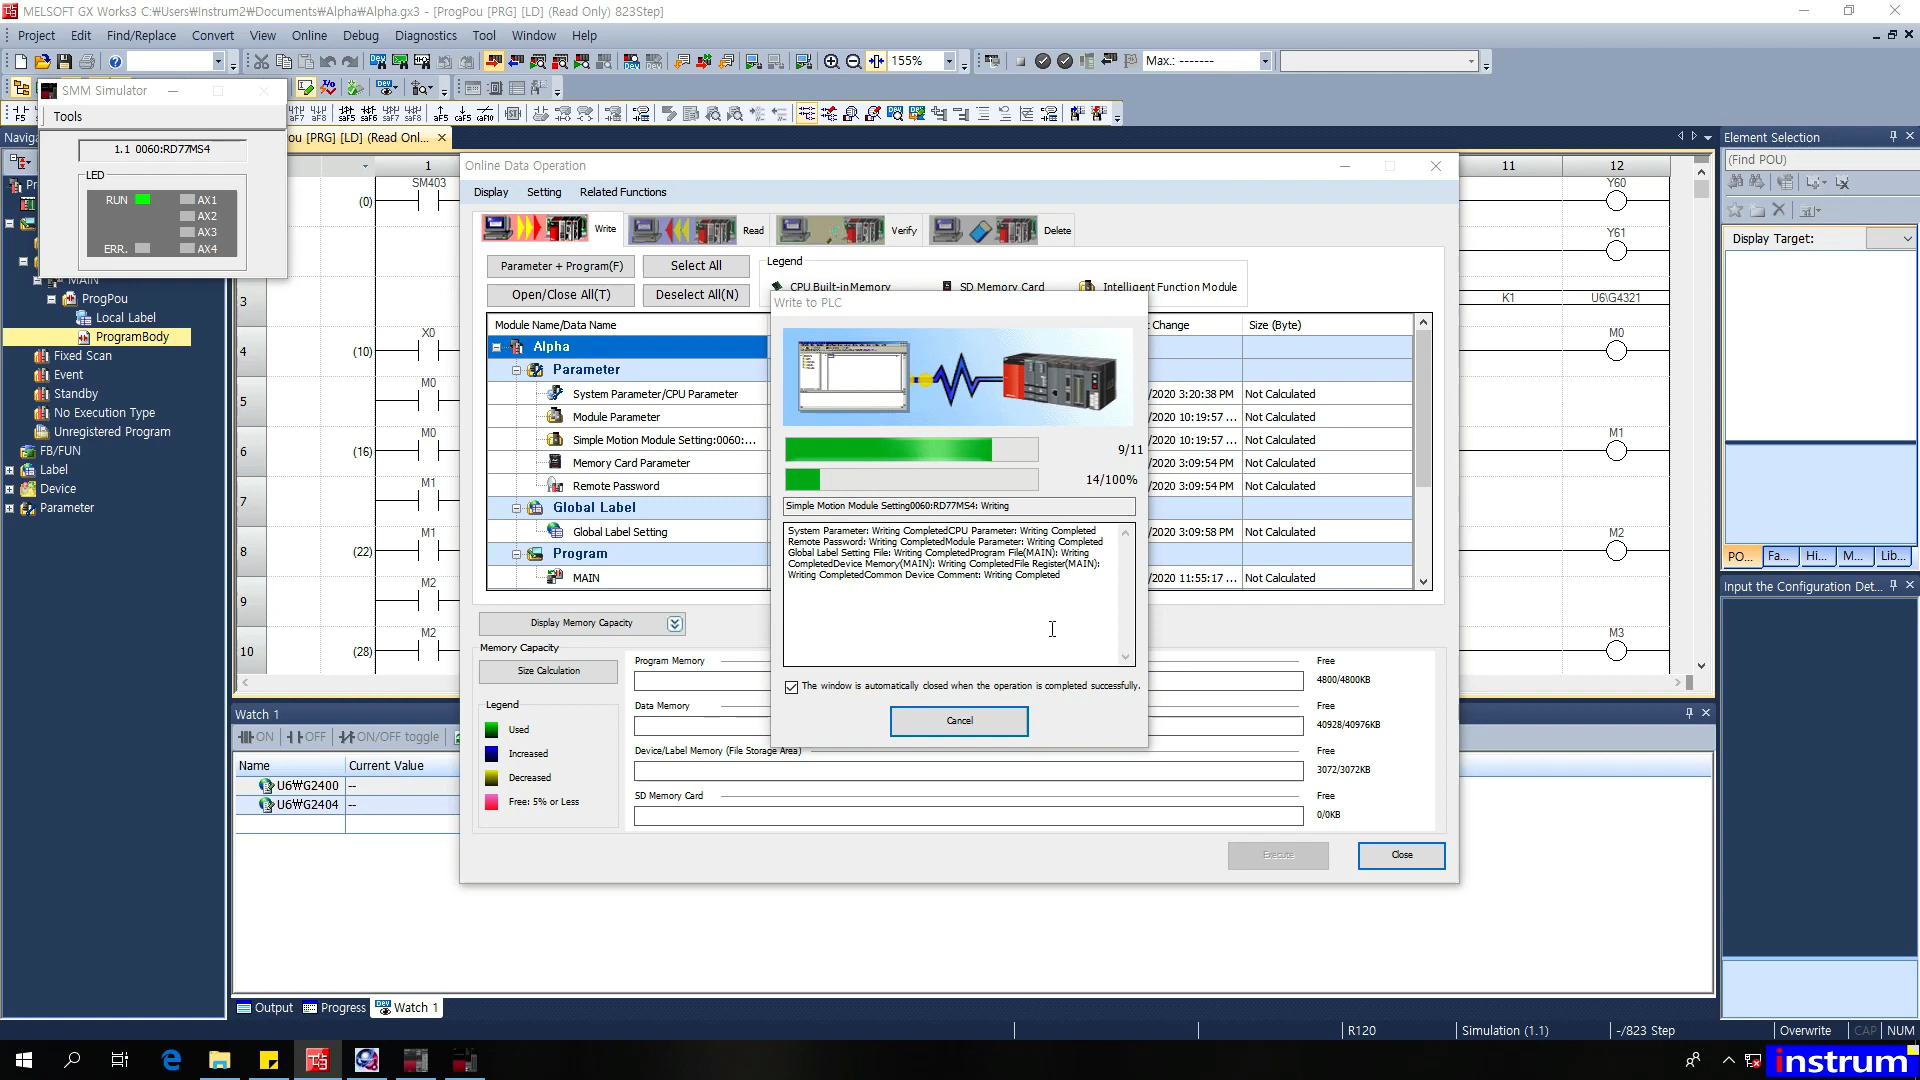 MELSOFT GX Works3 C:₩Users₩Instrum2₩Documents₩Alpha₩Alpha.gx3 - [ProgPou [PRG] [LD] (Read Only) 823Step]
Project Edit Find/Replace Convert View Online Debug Diagnostics Tool Window Help
155%
Max.: -------
SMM Simulator
Tools
1.1 0060:RD77MS4
LED
RUN AX1
AX2
AX3
ERR. AX4
F5 aF7 saF7 aF8 saF8 aF5 caF5 caF10
Naviga
Pr
MAIN
ProgPou
Local Label
ProgramBody
Fixed Scan
Event
Standby
No Execution Type
Unregistered Program
FB/FUN
Label
Device
Parameter
ou [PRG] [LD] (Read Onl...
1 11 12
SM403
(0)
Y60
Y61
3 K1 U6\G4321
4 (10) X0 M0
5 M0
6 (16) M0 M1
7 M1
8 (22) M1 M2
9 M2
10 (28) M2 M3
Online Data Operation
Display Setting Related Functions
Write Read Verify Delete
Parameter + Program(F) Select All
Open/Close All(T) Deselect All(N)
Legend
CPU Built-in Memory SD Memory Card Intelligent Function Module
Module Name/Data Name Change Size (Byte)
Alpha
Parameter
System Parameter/CPU Parameter /2020 3:20:38 PM Not Calculated
Module Parameter /2020 10:19:57 ... Not Calculated
Simple Motion Module Setting:0060:... /2020 10:19:57 ... Not Calculated
Memory Card Parameter /2020 3:09:54 PM Not Calculated
Remote Password /2020 3:09:54 PM Not Calculated
Global Label
Global Label Setting /2020 3:09:58 PM Not Calculated
Program
MAIN /2020 11:55:17 ... Not Calculated
Write to PLC
9/11
14/100%
Simple Motion Module Setting0060:RD77MS4: Writing
System Parameter: Writing CompletedCPU Parameter: Writing Completed
Remote Password: Writing CompletedModule Parameter: Writing Completed
Global Label Setting File: Writing CompletedProgram File(MAIN): Writing
CompletedDevice Memory(MAIN): Writing CompletedFile Register(MAIN):
Writing CompletedCommon Device Comment: Writing Completed
The window is automatically closed when the operation is completed successfully.
Cancel
Display Memory Capacity
Memory Capacity
Size Calculation
Legend
Used
Increased
Decreased
Free: 5% or Less
Program Memory Free
4800/4800KB
Data Memory Free
40928/40976KB
Device/Label Memory (File Storage Area) Free
3072/3072KB
SD Memory Card Free
0/0KB
Execute Close
Element Selection
(Find POU)
Display Target:
PO... Fa... Hi... M... Lib...
Input the Configuration Det...
Watch 1
ON OFF ON/OFF toggle
Name Current Value
U6₩G2400 --
U6₩G2404 --
Output Progress Watch 1
R120 Simulation (1.1) -/823 Step Overwrite CAP NUM
instrum